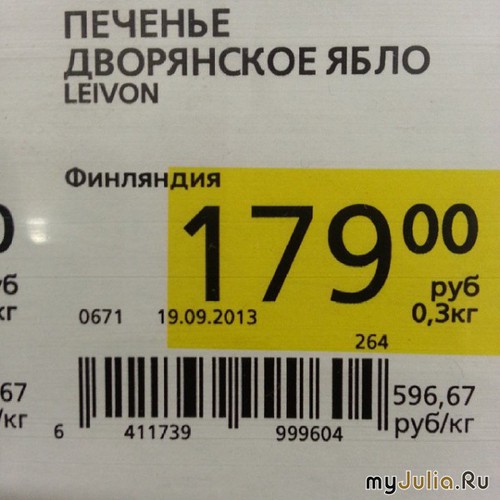 ПЕЧЕНЬЕ
ДВОРЯНСКОЕ ЯБЛО
LEIVON
Финляндия
179 00
руб
0,3кг
0671 19.09.2013
264
596,67
руб/кг
6 411739 999604
myJulia.Ru